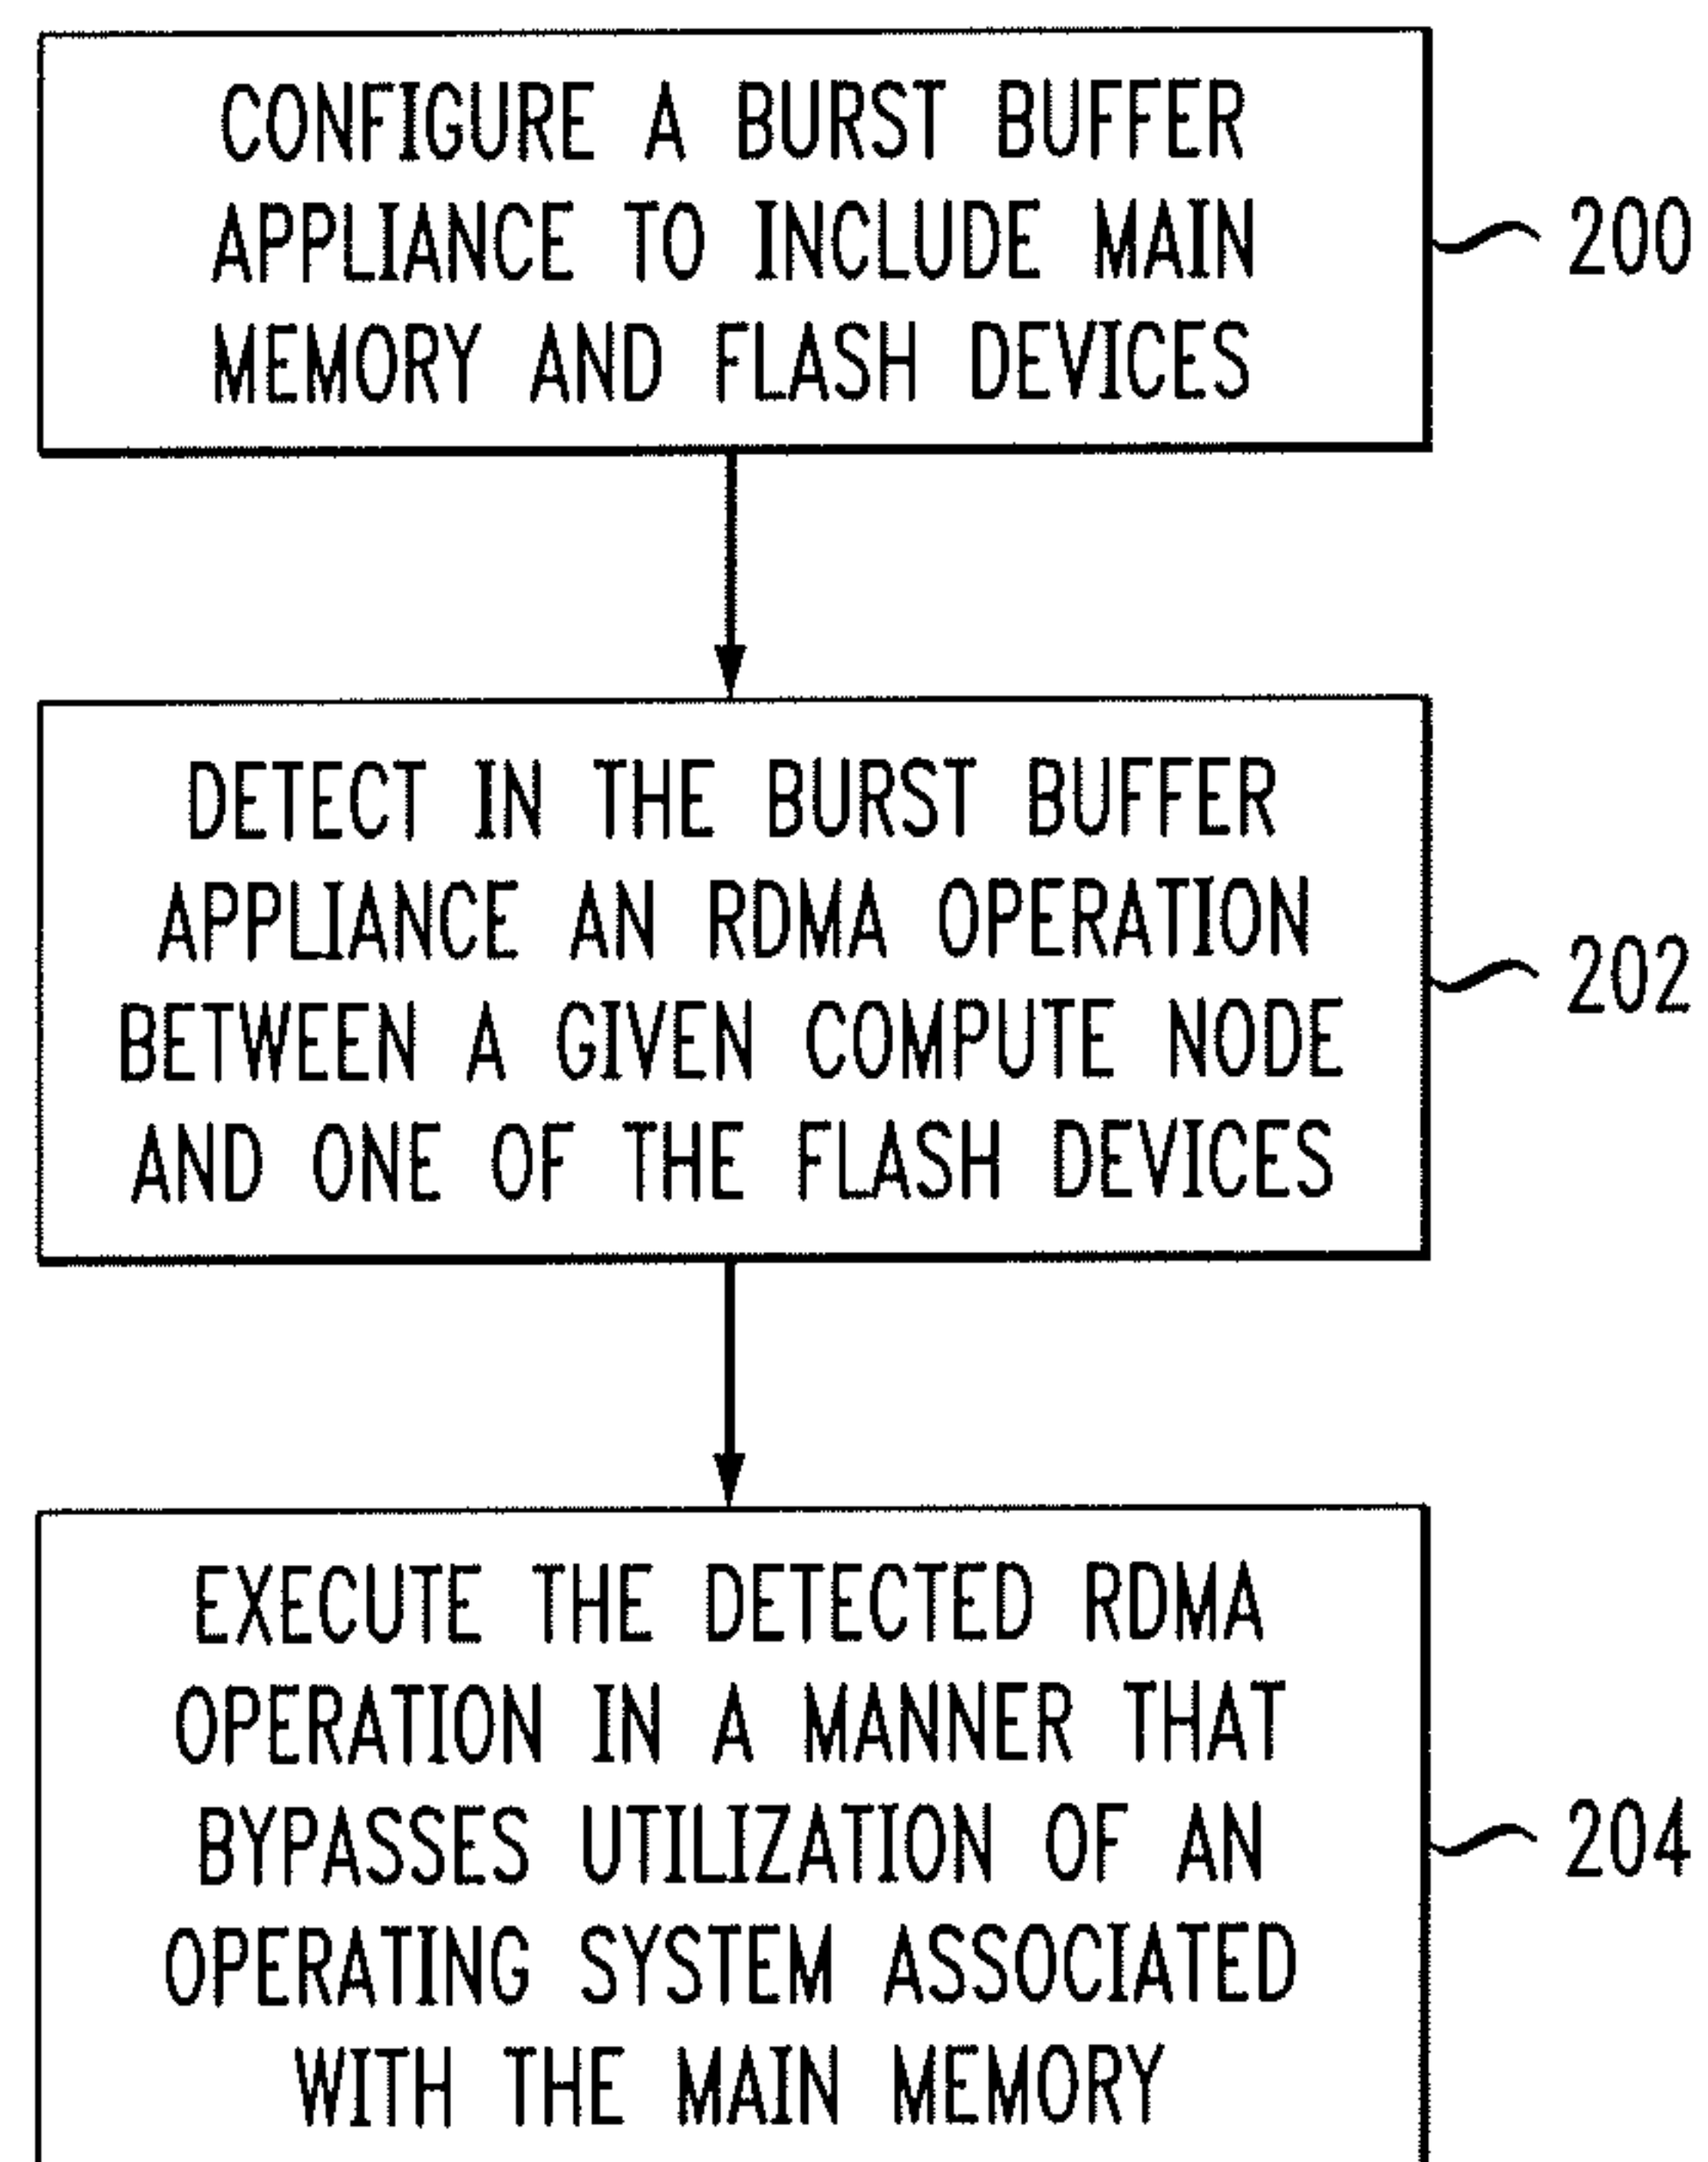 CONFIGURE A BURST BUFFER
APPLIANCE TO INCLUDE MAIN
MEMORY AND FLASH DEVICES
200
DETECT IN THE BURST BUFFER
APPLIANCE AN RDMA OPERATION
BETWEEN A GIVEN COMPUTE NODE
AND ONE OF THE FLASH DEVICES
202
EXECUTE THE DETECTED RDMA
OPERATION IN A MANNER THAT
BYPASSES UTILIZATION OF AN
OPERATING SYSTEM ASSOCIATED
WITH THE MAIN MEMORY
204